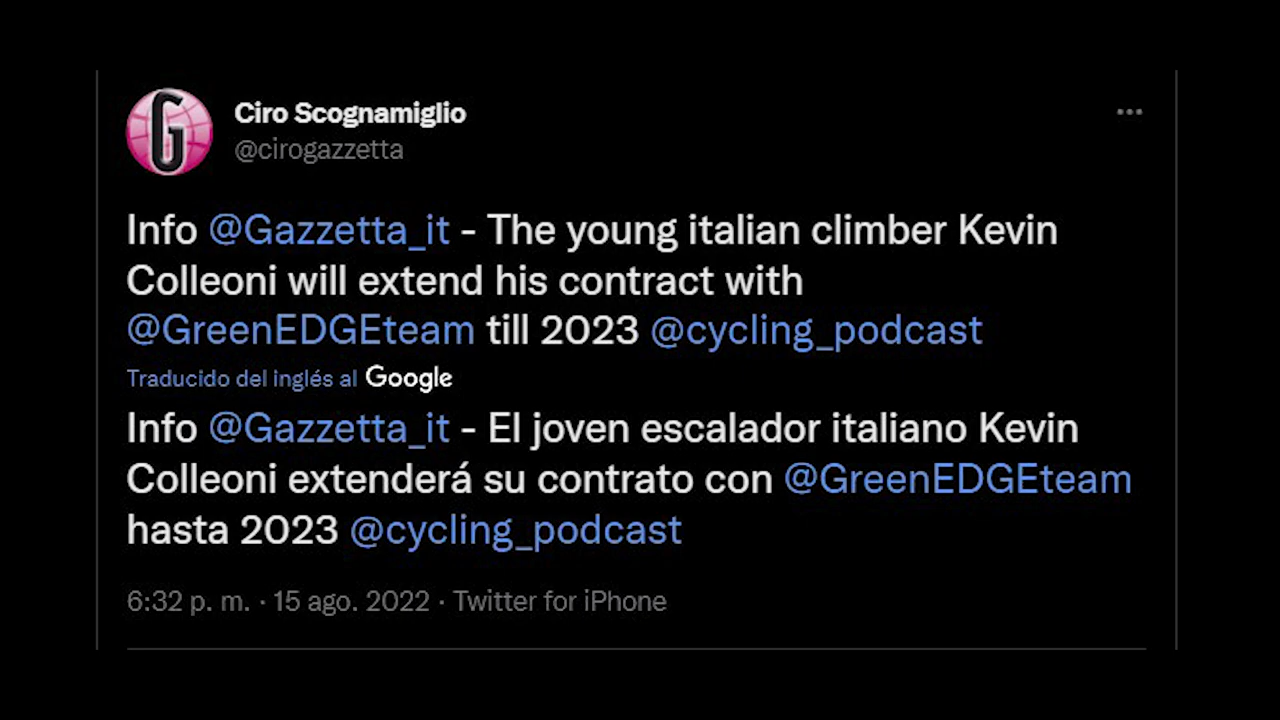 G
Ciro Scognamiglio
@cirogazzetta
Info @Gazzetta_it - The young italian climber Kevin
Colleoni will extend his contract with
@GreenEDGEteam till 2023 @cycling_podcast
Traducido del inglés al Google
Info @Gazzetta_it - El joven escalador italiano Kevin
Colleoni extenderá su contrato con @GreenEDGEteam
hasta 2023 @cycling_podcast
6:32 p. m. · 15 ago. 2022 · Twitter for iPhone